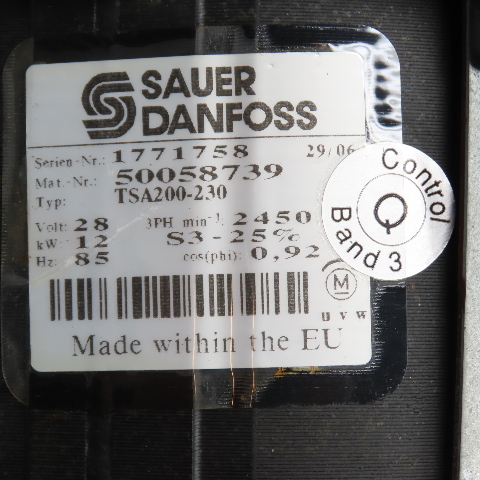 SAUER
DANFOSS
Serien-Nr.: 1771758 29/06
Mat.-Nr.: 50058739
Typ: TSA200-230
Volt: 28 3PH min⁻¹: 2450
kW: 12 S3-25%
Hz: 85 cos(phi): 0,92
M
U V W
Made within the EU
Control
Q
Band 3